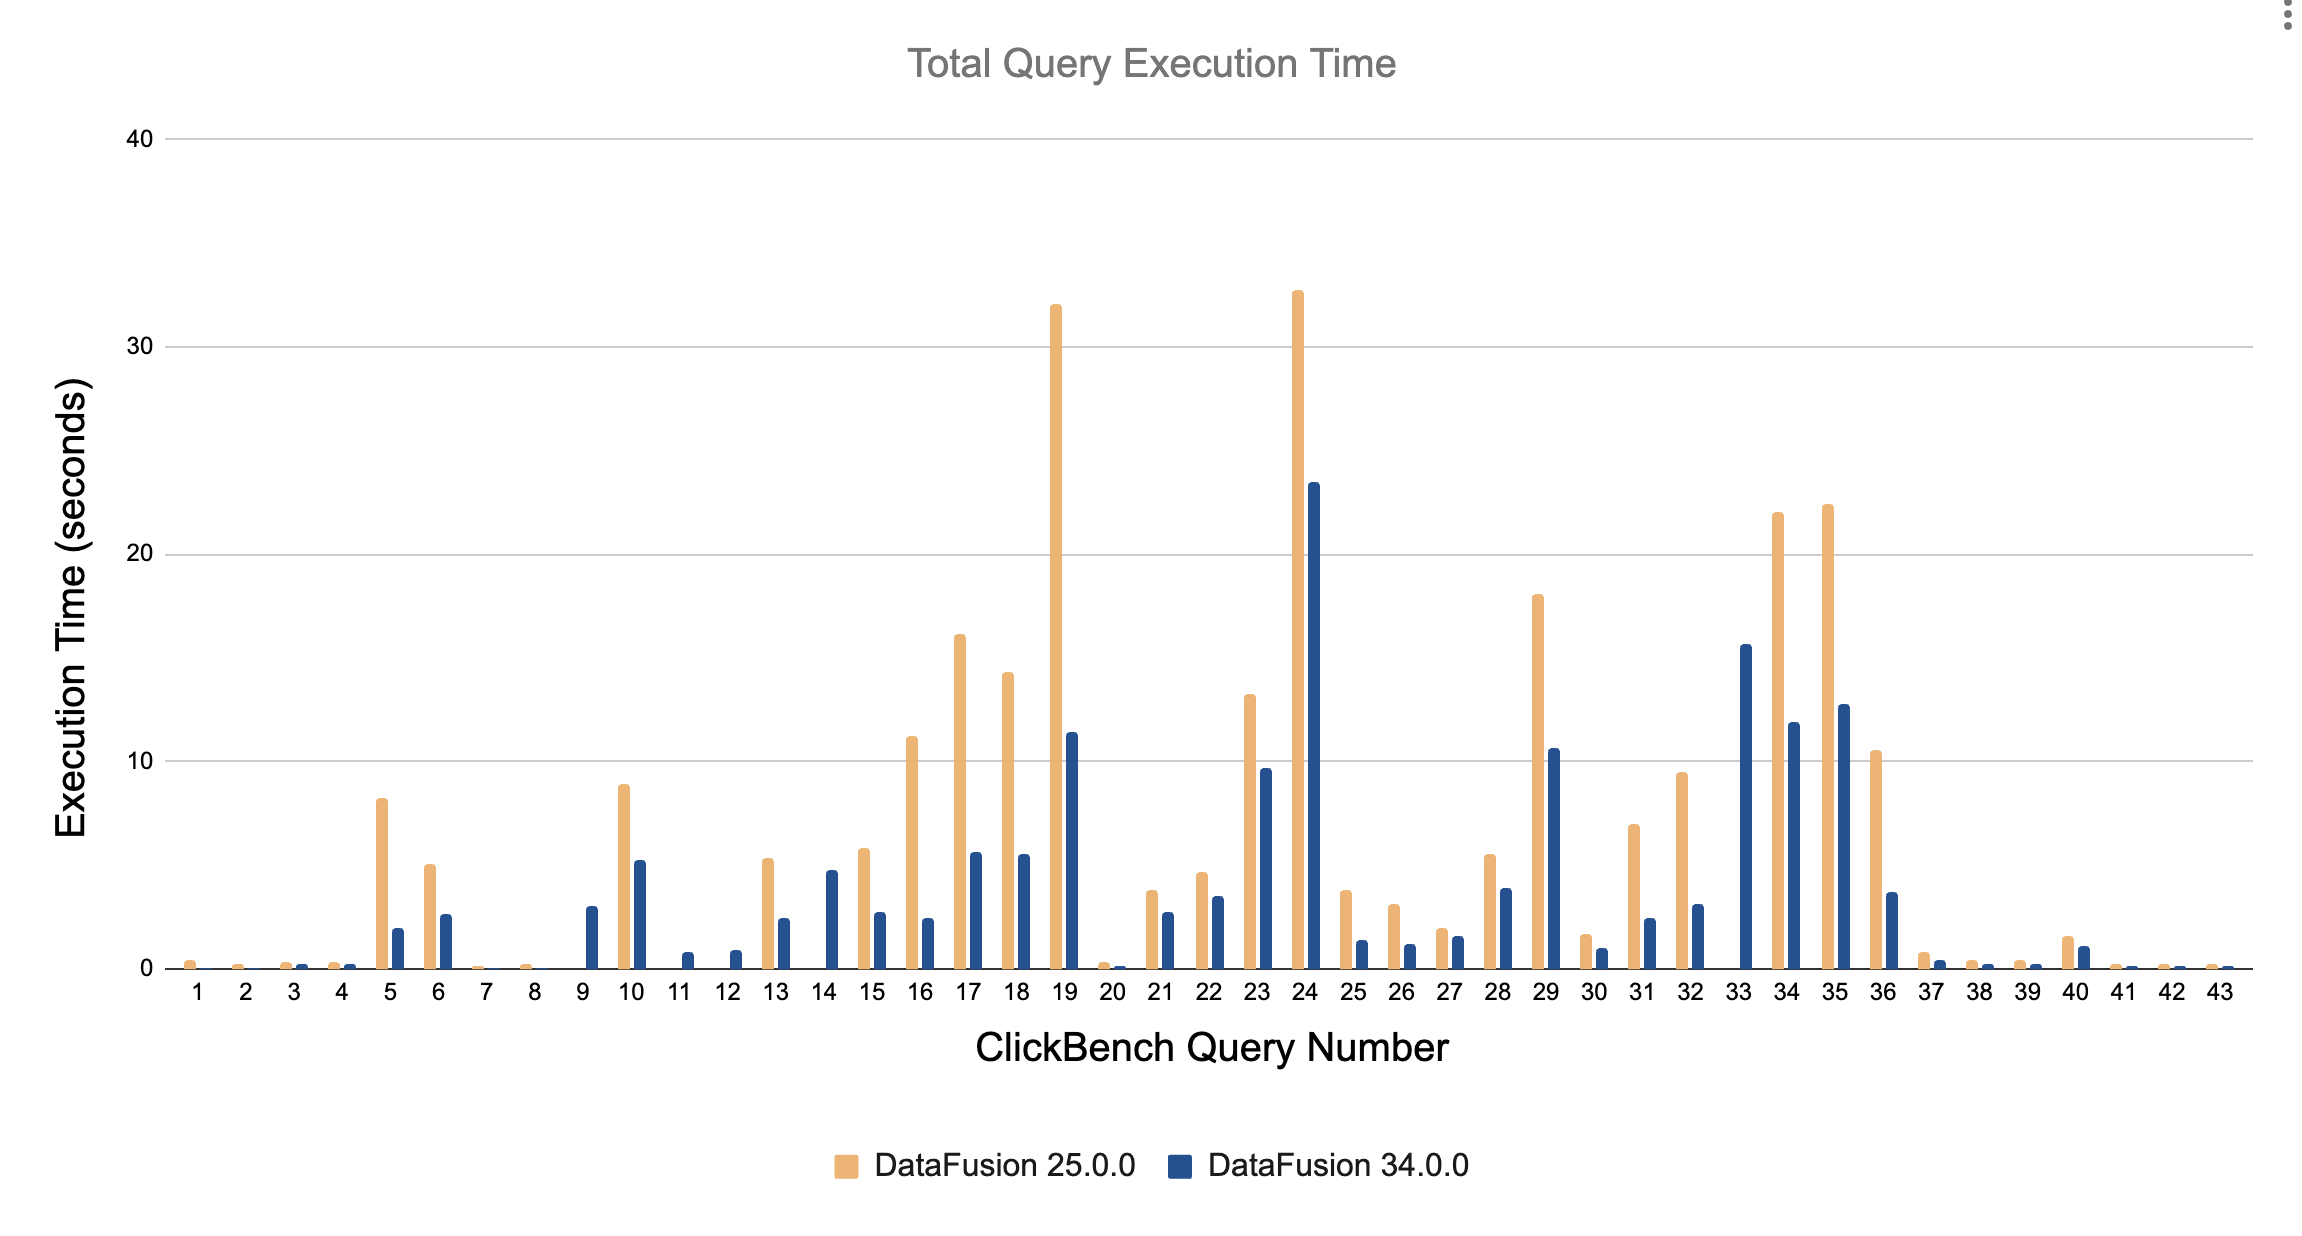 Total Query Execution Time
40
30
20
10
0
Execution Time (seconds)
1 2 3 4 5 6 7 8 9 10 11 12 13 14 15 16 17 18 19 20 21 22 23 24 25 26 27 28 29 30 31 32 33 34 35 36 37 38 39 40 41 42 43
ClickBench Query Number
DataFusion 25.0.0 DataFusion 34.0.0